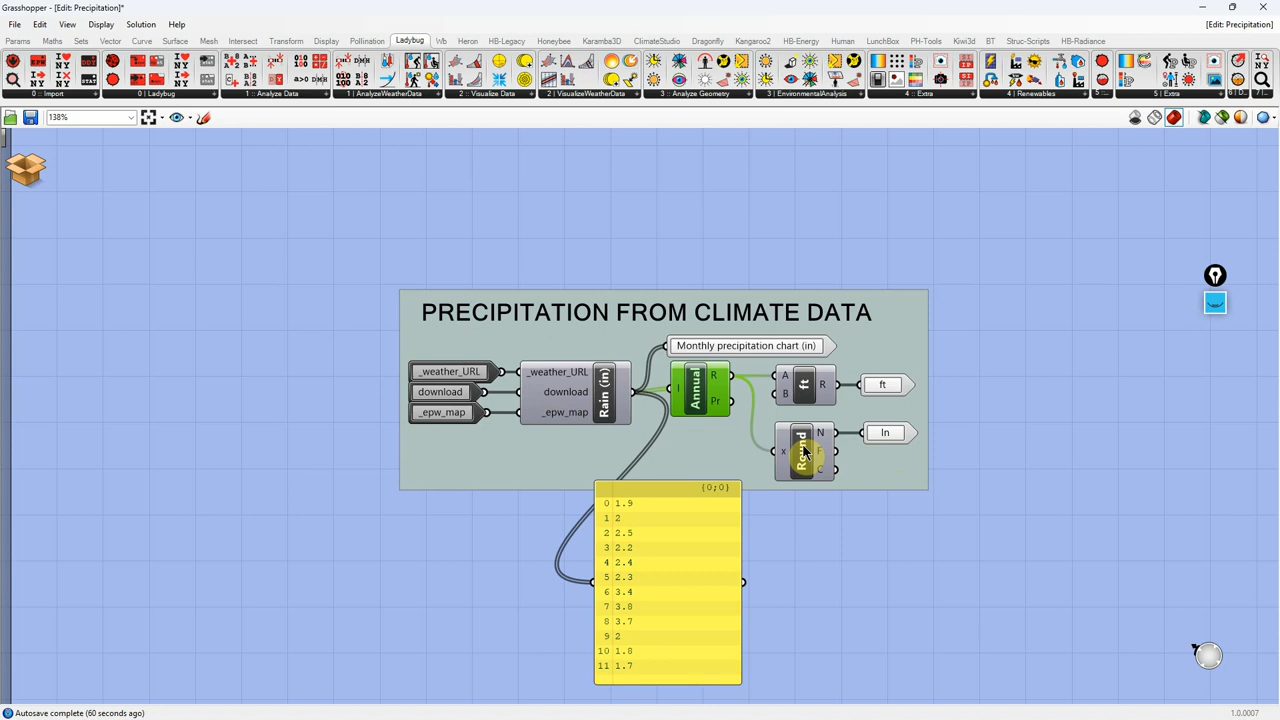 Grasshopper - [Edit: Precipitation]*
File Edit View Display Solution Help
[Edit: Precipitation]
Params Maths Sets Vector Curve Surface Mesh Intersect Transform Display Pollination Ladybug Wb Heron HB-Legacy Honeybee Karamba3D ClimateStudio Dragonfly Kangaroo2 HB-Energy Human LunchBox PH-Tools Kiwi3d BT Struc-Scripts HB-Radiance
0 :: Import 0 | Ladybug 1 :: Analyze Data 1 | AnalyzeWeatherData 2 :: Visualize Data 2 | VisualizeWeatherData 3 :: Analyze Geometry 3 | EnvironmentalAnalysis 4 :: Extra 4 | Renewables 5 | Extra
138%
PRECIPITATION FROM CLIMATE DATA
Monthly precipitation chart (in)
_weather_URL
download
_epw_map
_weather_URL
download
_epw_map
Rain (in)
I
Annual
R
Pr
A
B
ft
R
ft
x
Round
N
F
C
In
{0;0}
0 1.9
1 2
2 2.5
3 2.2
4 2.4
5 2.3
6 3.4
7 3.8
8 3.7
9 2
10 1.8
11 1.7
Autosave complete (60 seconds ago)
1.0.0007